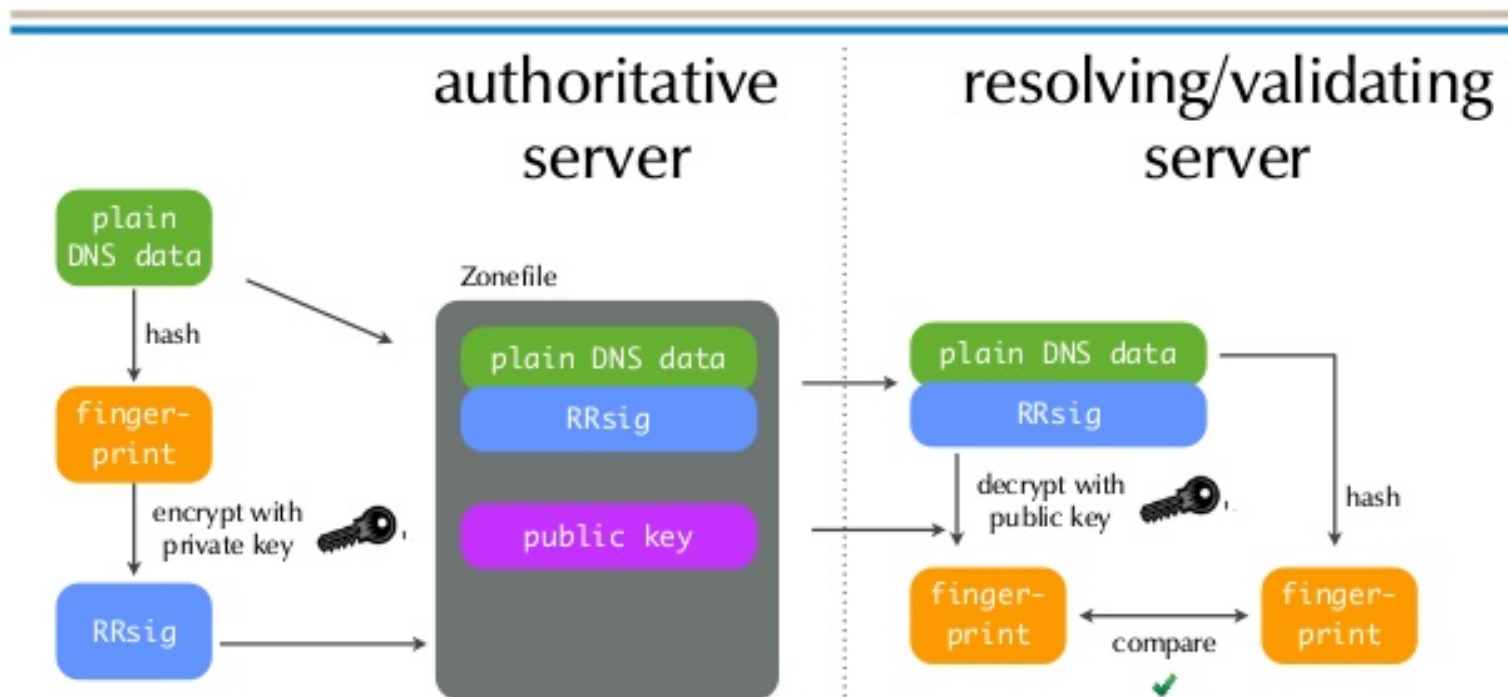 authoritative
server
resolving/validating
server
plain
DNS data
hash
finger-
print
encrypt with
private key
RRsig
Zonefile
plain DNS data
RRsig
public key
plain DNS data
RRsig
decrypt with
public key
hash
finger-
print
compare
finger-
print